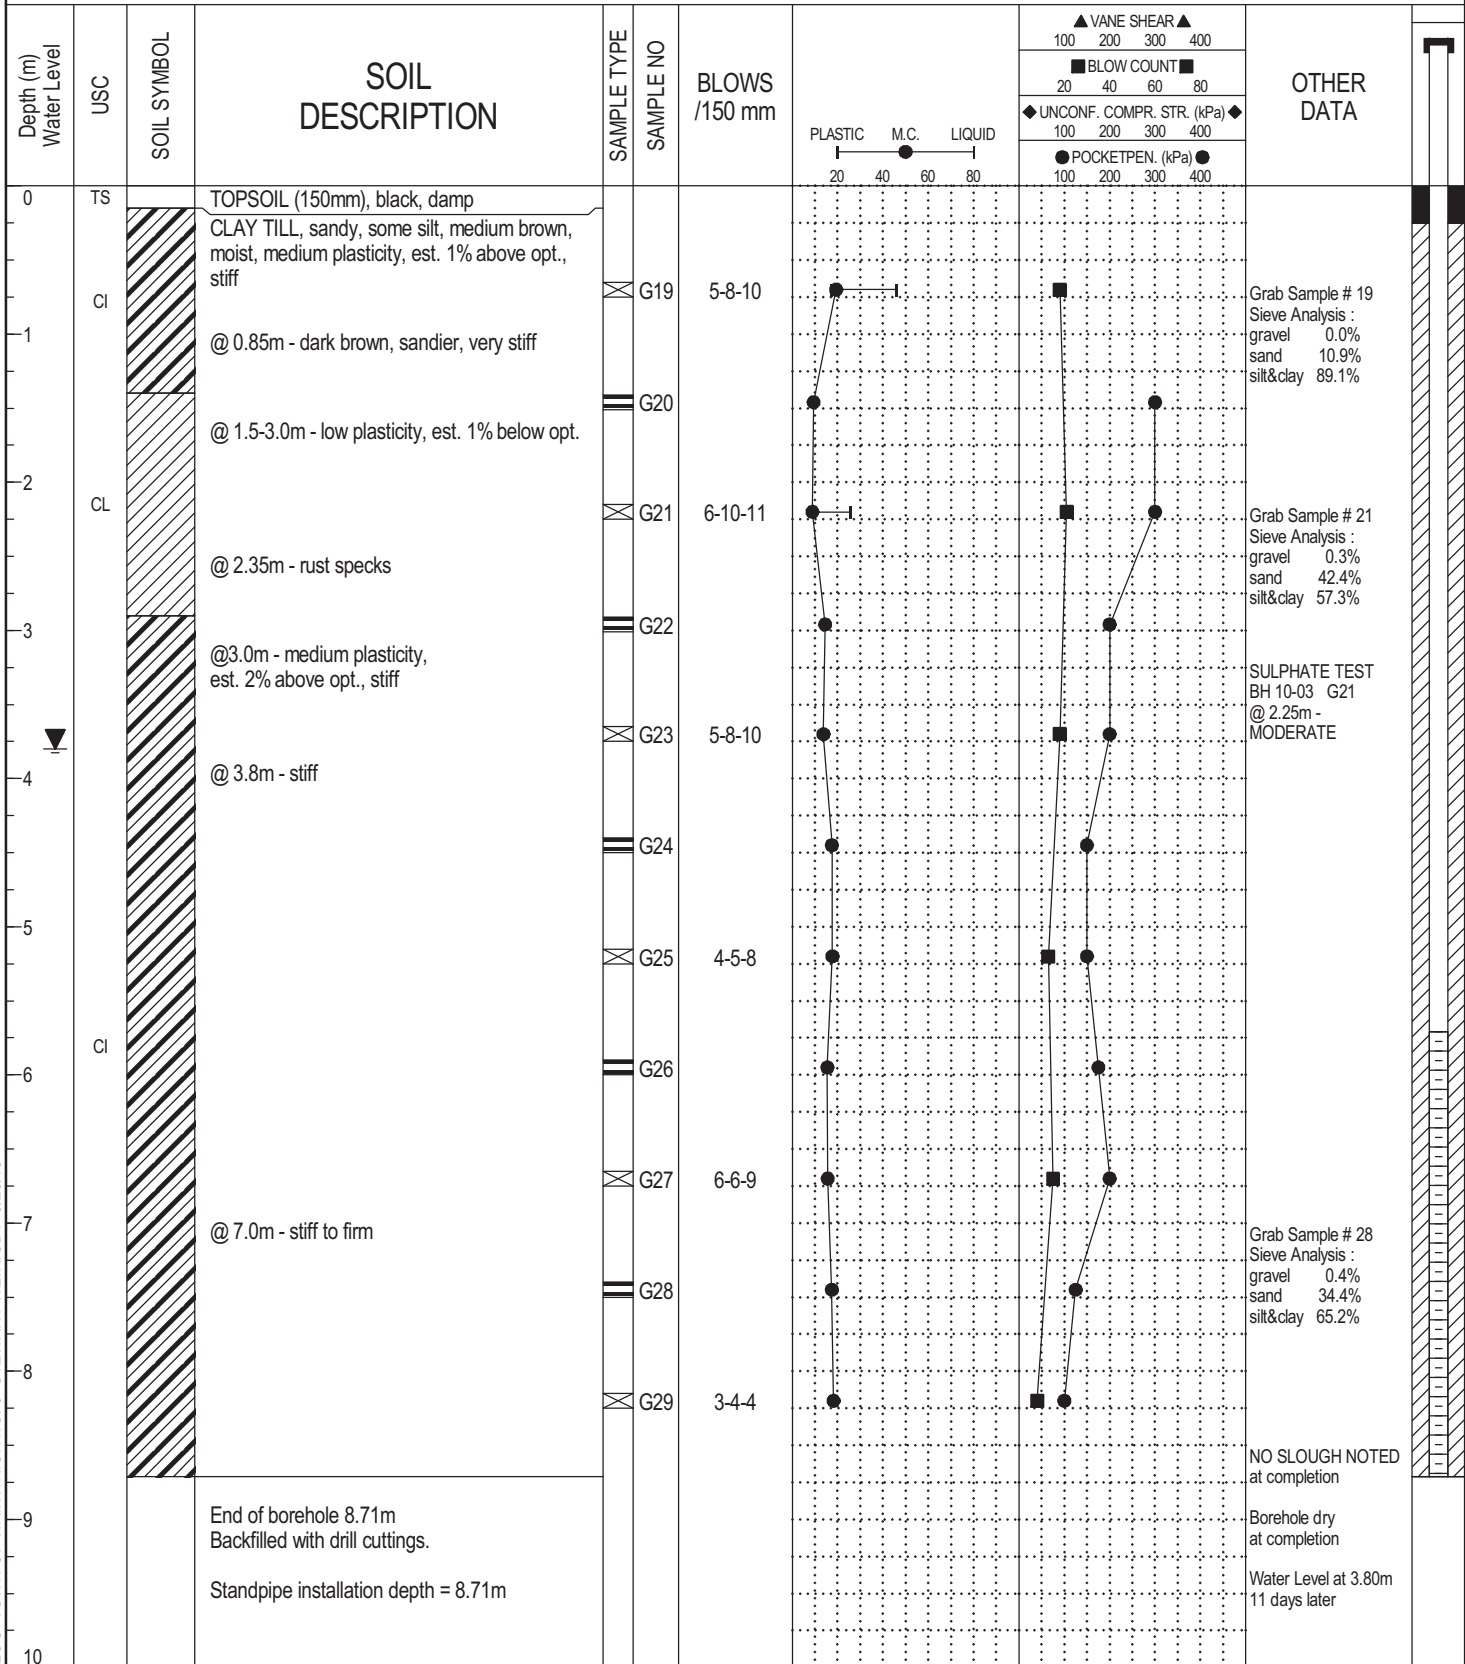 Depth (m)
Water Level
USC
SOIL SYMBOL
SOIL
DESCRIPTION
SAMPLE TYPE
SAMPLE NO
BLOWS
/150 mm
PLASTIC M.C. LIQUID
20 40 60 80
▲ VANE SHEAR ▲
100 200 300 400
■ BLOW COUNT ■
20 40 60 80
◆ UNCONF. COMPR. STR. (kPa) ◆
100 200 300 400
● POCKETPEN. (kPa) ●
100 200 300 400
OTHER
DATA
0 TS TOPSOIL (150mm), black, damp
CLAY TILL, sandy, some silt, medium brown,
moist, medium plasticity, est. 1% above opt.,
stiff
CI
G19 5-8-10
Grab Sample # 19
Sieve Analysis :
gravel 0.0%
sand 10.9%
silt&clay 89.1%
1
@ 0.85m - dark brown, sandier, very stiff
G20
@ 1.5-3.0m - low plasticity, est. 1% below opt.
2
CL
G21 6-10-11
Grab Sample # 21
Sieve Analysis :
gravel 0.3%
sand 42.4%
silt&clay 57.3%
@ 2.35m - rust specks
3
G22
@3.0m - medium plasticity,
est. 2% above opt., stiff
SULPHATE TEST
BH 10-03 G21
@ 2.25m -
MODERATE
G23 5-8-10
4
@ 3.8m - stiff
G24
5
G25 4-5-8
CI
6
G26
G27 6-6-9
7
@ 7.0m - stiff to firm
Grab Sample # 28
Sieve Analysis :
gravel 0.4%
sand 34.4%
silt&clay 65.2%
G28
8
G29 3-4-4
NO SLOUGH NOTED
at completion
9
End of borehole 8.71m
Backfilled with drill cuttings.
Borehole dry
at completion
Standpipe installation depth = 8.71m
Water Level at 3.80m
11 days later
10